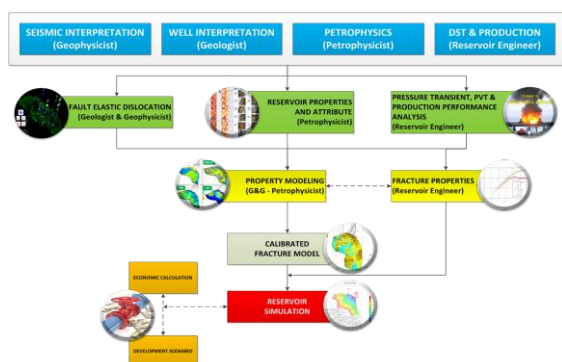 SEISMIC INTERPRETATION
(Geophysicist)
WELL INTERPRETATION
(Geologist)
PETROPHYSICS
(Petrophysicist)
DST & PRODUCTION
(Reservoir Engineer)
FAULT ELASTIC DISLOCATION
(Geologist & Geophysicist)
RESERVOIR PROPERTIES
AND ATTRIBUTE
(Petrophysicist)
PRESSURE TRANSIENT, PVT &
PRODUCTION PERFORMANCE
ANALYSIS
(Reservoir Engineer)
PROPERTY MODELING
(G&G - Petrophysicist)
FRACTURE PROPERTIES
(Reservoir Engineer)
CALIBRATED
FRACTURE MODEL
ECONOMIC CALCULATION
RESERVOIR
SIMULATION
DEVELOPMENT SCENARIO